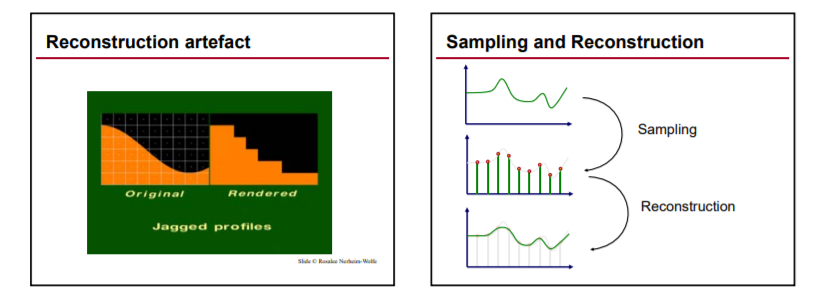 Reconstruction artefact
Original Rendered
Jagged profiles
Slide © Rosalee Nerheim-Wolfe
Sampling and Reconstruction
Sampling
Reconstruction